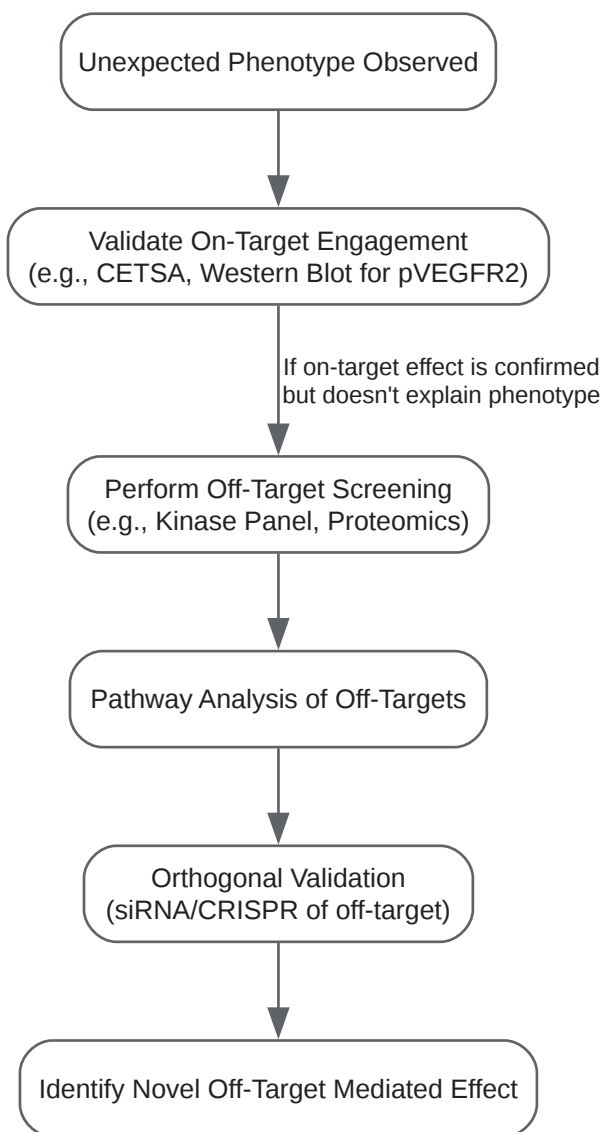 Unexpected Phenotype Observed
Validate On-Target Engagement
(e.g., CETSA, Western Blot for pVEGFR2)
If on-target effect is confirmed
but doesn't explain phenotype
Perform Off-Target Screening
(e.g., Kinase Panel, Proteomics)
Pathway Analysis of Off-Targets
Orthogonal Validation
(siRNA/CRISPR of off-target)
Identify Novel Off-Target Mediated Effect